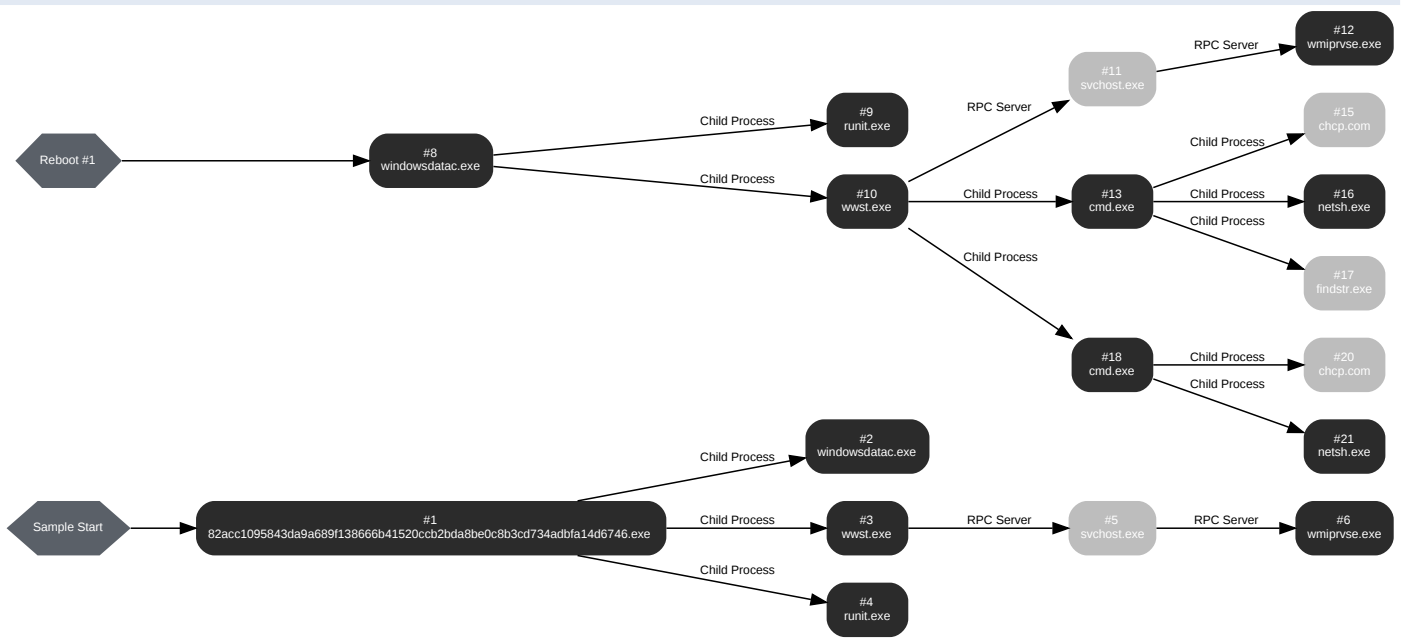 #12
wmiprvse.exe
RPC Server
#11
svchost.exe
#9
runit.exe
#15
chcp.com
Child Process
RPC Server
Child Process
Reboot #1
#8
windowsdatac.exe
Child Process
#10
wwst.exe
Child Process
#13
cmd.exe
Child Process
#16
netsh.exe
Child Process
Child Process
#17
findstr.exe
#18
cmd.exe
Child Process
#20
chcp.com
Child Process
#2
windowsdatac.exe
Child Process
#21
netsh.exe
Sample Start
#1
82acc1095843da9a689f138666b41520ccb2bda8be0c8b3cd734adbfa14d6746.exe
Child Process
#3
wwst.exe
RPC Server
#5
svchost.exe
RPC Server
#6
wmiprvse.exe
Child Process
#4
runit.exe